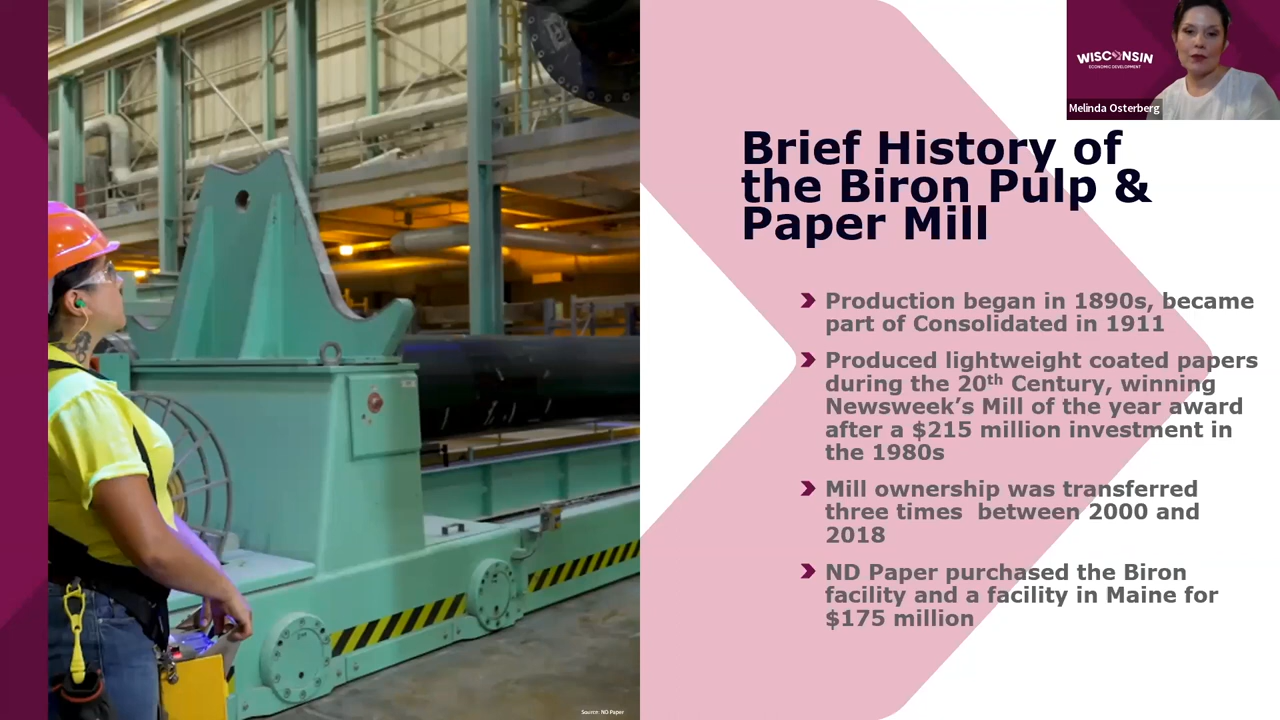 WISCONSIN
ECONOMIC DEVELOPMENT
Melinda Osterberg
Brief History of
the Biron Pulp &
Paper Mill
Production began in 1890s, became
part of Consolidated in 1911
Produced lightweight coated papers
during the 20th Century, winning
Newsweek’s Mill of the year award
after a $215 million investment in
the 1980s
Mill ownership was transferred
three times  between 2000 and
2018
ND Paper purchased the Biron
facility and a facility in Maine for
$175 million
Source: ND Paper